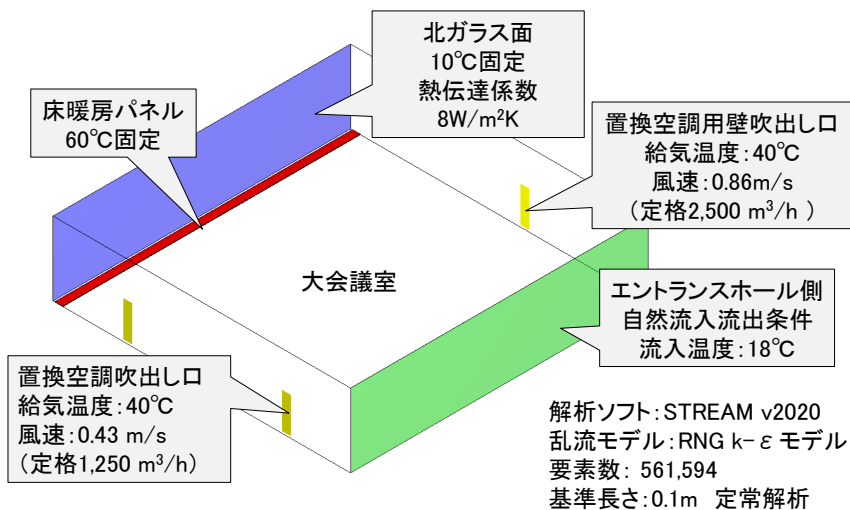 北ガラス面
10℃固定
熱伝達係数
8W/m²K
床暖房パネル
60℃固定
置換空調用壁吹出し口
給気温度:40℃
風速:0.86m/s
(定格2,500 m³/h )
大会議室
エントランスホール側
自然流入流出条件
流入温度:18℃
置換空調吹出し口
給気温度:40℃
風速:0.43 m/s
(定格1,250 m³/h)
解析ソフト:STREAM v2020
乱流モデル:RNG k-εモデル
要素数: 561,594
基準長さ:0.1m 定常解析